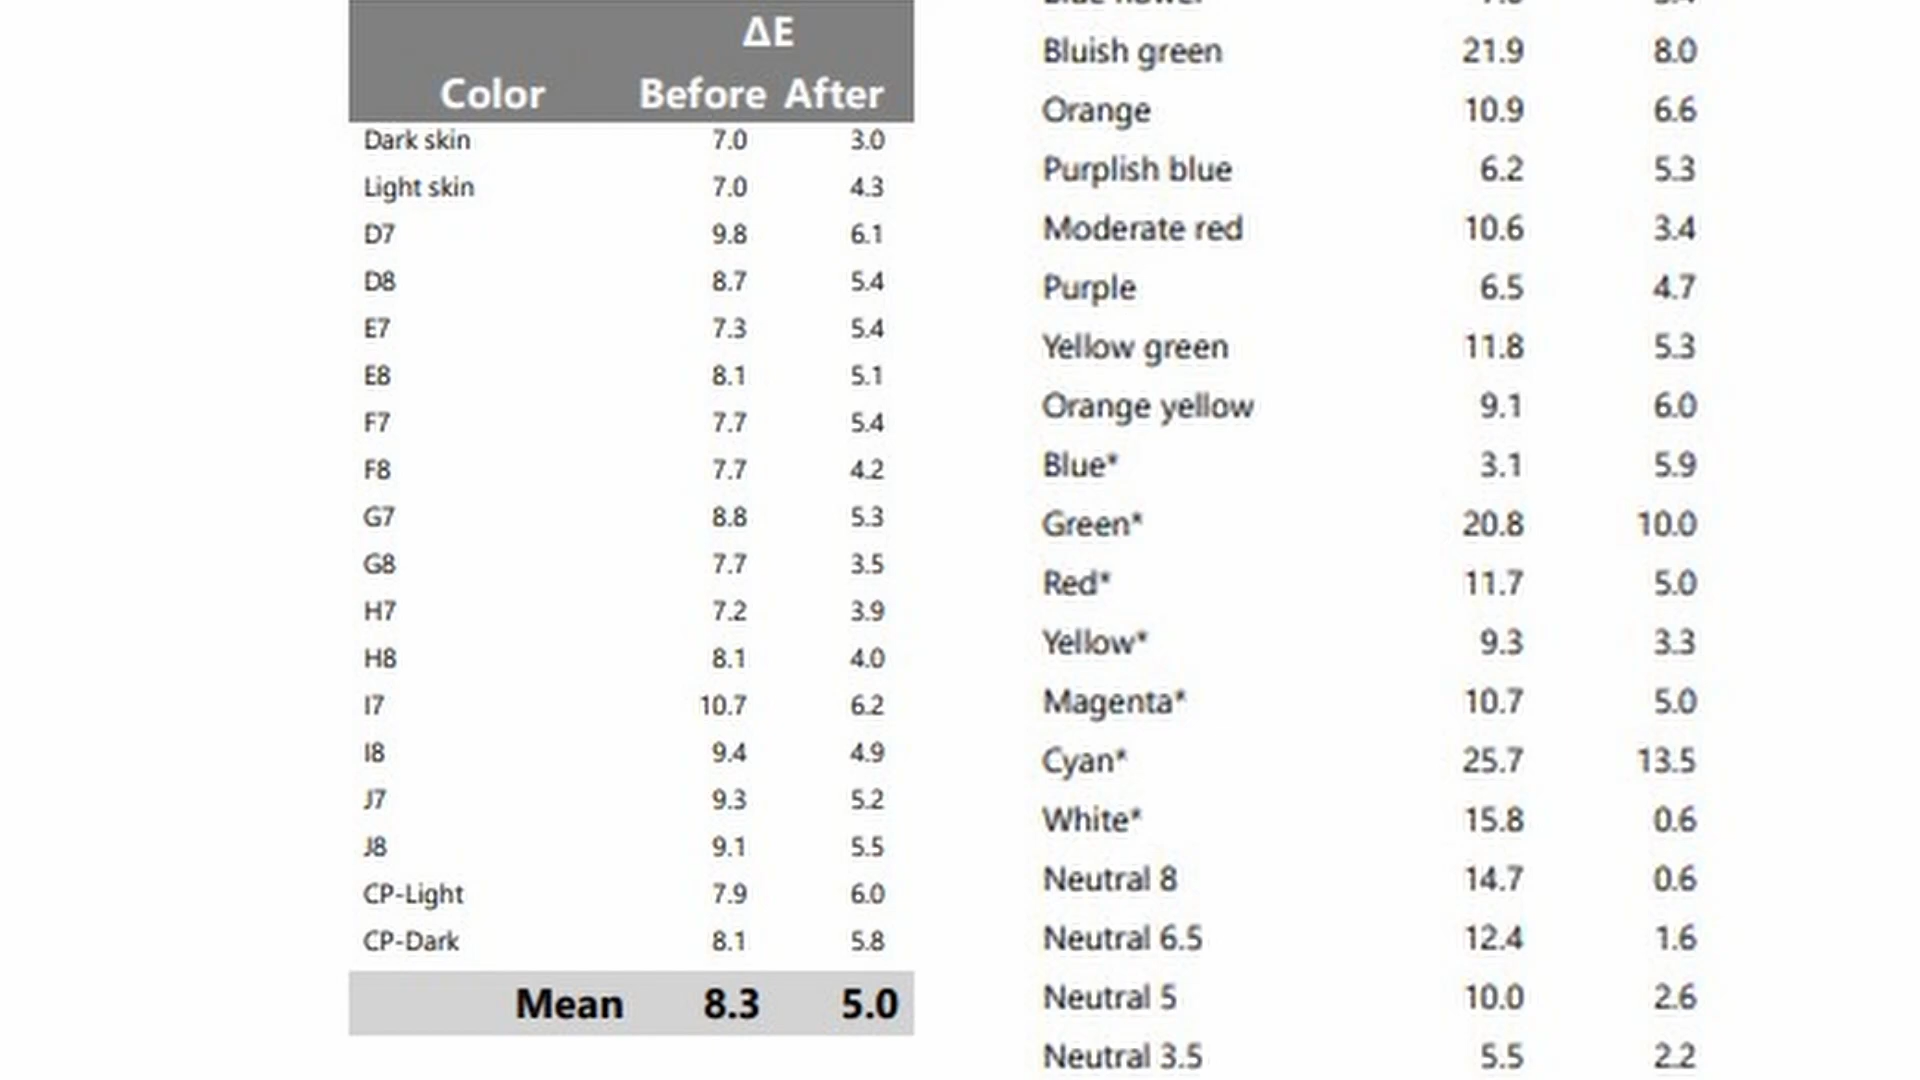 ΔE
Color Before After
Dark skin 7.0 3.0
Light skin 7.0 4.3
D7 9.8 6.1
D8 8.7 5.4
E7 7.3 5.4
E8 8.1 5.1
F7 7.7 5.4
F8 7.7 4.2
G7 8.8 5.3
G8 7.7 3.5
H7 7.2 3.9
H8 8.1 4.0
I7 10.7 6.2
I8 9.4 4.9
J7 9.3 5.2
J8 9.1 5.5
CP-Light 7.9 6.0
CP-Dark 8.1 5.8
Mean 8.3 5.0
Bluish green 21.9 8.0
Orange 10.9 6.6
Purplish blue 6.2 5.3
Moderate red 10.6 3.4
Purple 6.5 4.7
Yellow green 11.8 5.3
Orange yellow 9.1 6.0
Blue* 3.1 5.9
Green* 20.8 10.0
Red* 11.7 5.0
Yellow* 9.3 3.3
Magenta* 10.7 5.0
Cyan* 25.7 13.5
White* 15.8 0.6
Neutral 8 14.7 0.6
Neutral 6.5 12.4 1.6
Neutral 5 10.0 2.6
Neutral 3.5 5.5 2.2